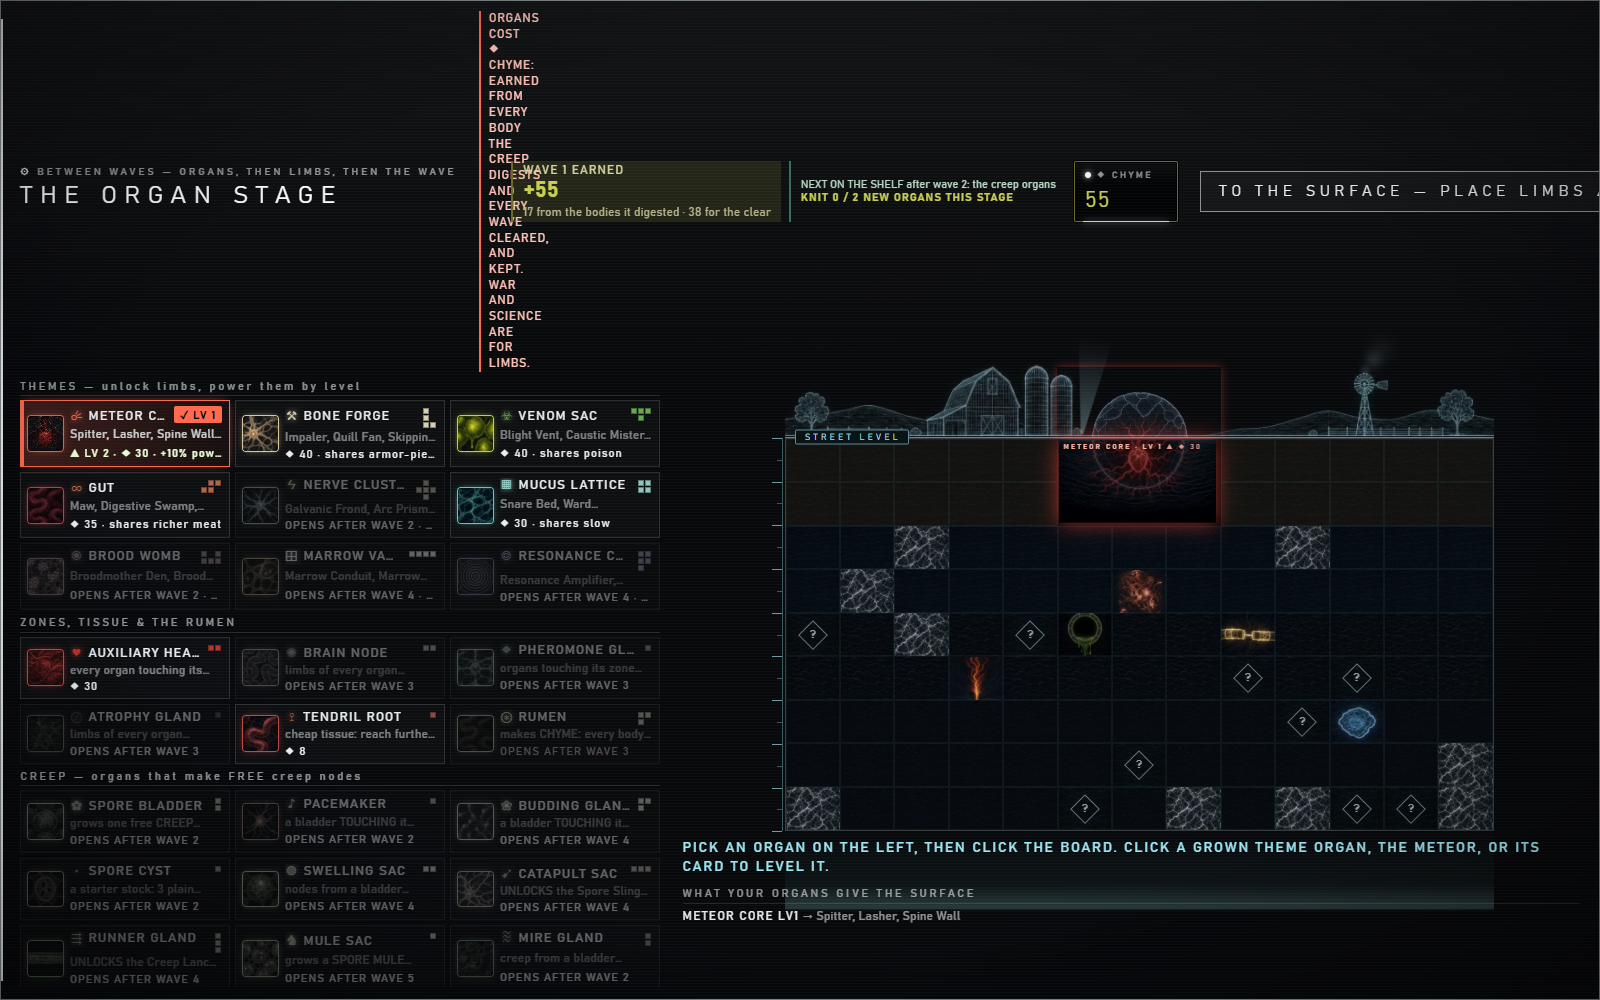 ORGANS
COST
◆
CHYME:
EARNED
FROM
EVERY
BODY
THE
CREEP
DIGESTS
AND
EVERY
WAVE
CLEARED,
AND
KEPT.
WAR
AND
SCIENCE
ARE
FOR
LIMBS.
⚙ BETWEEN WAVES — ORGANS, THEN LIMBS, THEN THE WAVE
THE ORGAN STAGE
WAVE 1 EARNED
+55
17 from the bodies it digested · 38 for the clear
NEXT ON THE SHELF after wave 2: the creep organs
KNIT 0 / 2 NEW ORGANS THIS STAGE
◆ CHYME
55
TO THE SURFACE — PLACE LIMBS
THEMES — unlock limbs, power them by level
METEOR C… ✓ LV 1
Spitter, Lasher, Spine Wall…
▲ LV 2 · ◆ 30 · +10% pow…
BONE FORGE
Impaler, Quill Fan, Skippin…
◆ 40 · shares armor-pie…
VENOM SAC
Blight Vent, Caustic Mister…
◆ 40 · shares poison
GUT
Maw, Digestive Swamp,…
◆ 35 · shares richer meat
NERVE CLUST…
Galvanic Frond, Arc Prism…
OPENS AFTER WAVE 2 · …
MUCUS LATTICE
Snare Bed, Ward…
◆ 30 · shares slow
BROOD WOMB
Broodmother Den, Brood…
OPENS AFTER WAVE 2 · …
MARROW VA…
Marrow Conduit, Marrow…
OPENS AFTER WAVE 4 · …
RESONANCE C…
Resonance Amplifier,…
OPENS AFTER WAVE 4 · …
ZONES, TISSUE & THE RUMEN
AUXILIARY HEA…
every organ touching its…
◆ 30
BRAIN NODE
limbs of every organ…
OPENS AFTER WAVE 3
PHEROMONE GL…
organs touching its zone…
OPENS AFTER WAVE 3
ATROPHY GLAND
limbs of every organ…
OPENS AFTER WAVE 3
TENDRIL ROOT
cheap tissue: reach furthe…
◆ 8
RUMEN
makes CHYME: every body…
OPENS AFTER WAVE 3
CREEP — organs that make FREE creep nodes
SPORE BLADDER
grows one free CREEP…
OPENS AFTER WAVE 2
PACEMAKER
a bladder TOUCHING it…
OPENS AFTER WAVE 2
BUDDING GLAN…
a bladder TOUCHING it…
OPENS AFTER WAVE 4
SPORE CYST
a starter stock: 3 plain…
OPENS AFTER WAVE 2
SWELLING SAC
nodes from a bladder…
OPENS AFTER WAVE 4
CATAPULT SAC
UNLOCKS the Spore Sling…
OPENS AFTER WAVE 4
RUNNER GLAND
UNLOCKS the Creep Lanc…
OPENS AFTER WAVE 4
MULE SAC
grows a SPORE MULE…
OPENS AFTER WAVE 5
MIRE GLAND
creep from a bladder…
OPENS AFTER WAVE 2
STREET LEVEL
METEOR CORE · LV 1 ▲ ◆ 30
?
?
?
?
?
?
?
?
?
PICK AN ORGAN ON THE LEFT, THEN CLICK THE BOARD. CLICK A GROWN THEME ORGAN, THE METEOR, OR ITS
CARD TO LEVEL IT.
WHAT YOUR ORGANS GIVE THE SURFACE
METEOR CORE LV1 → Spitter, Lasher, Spine Wall